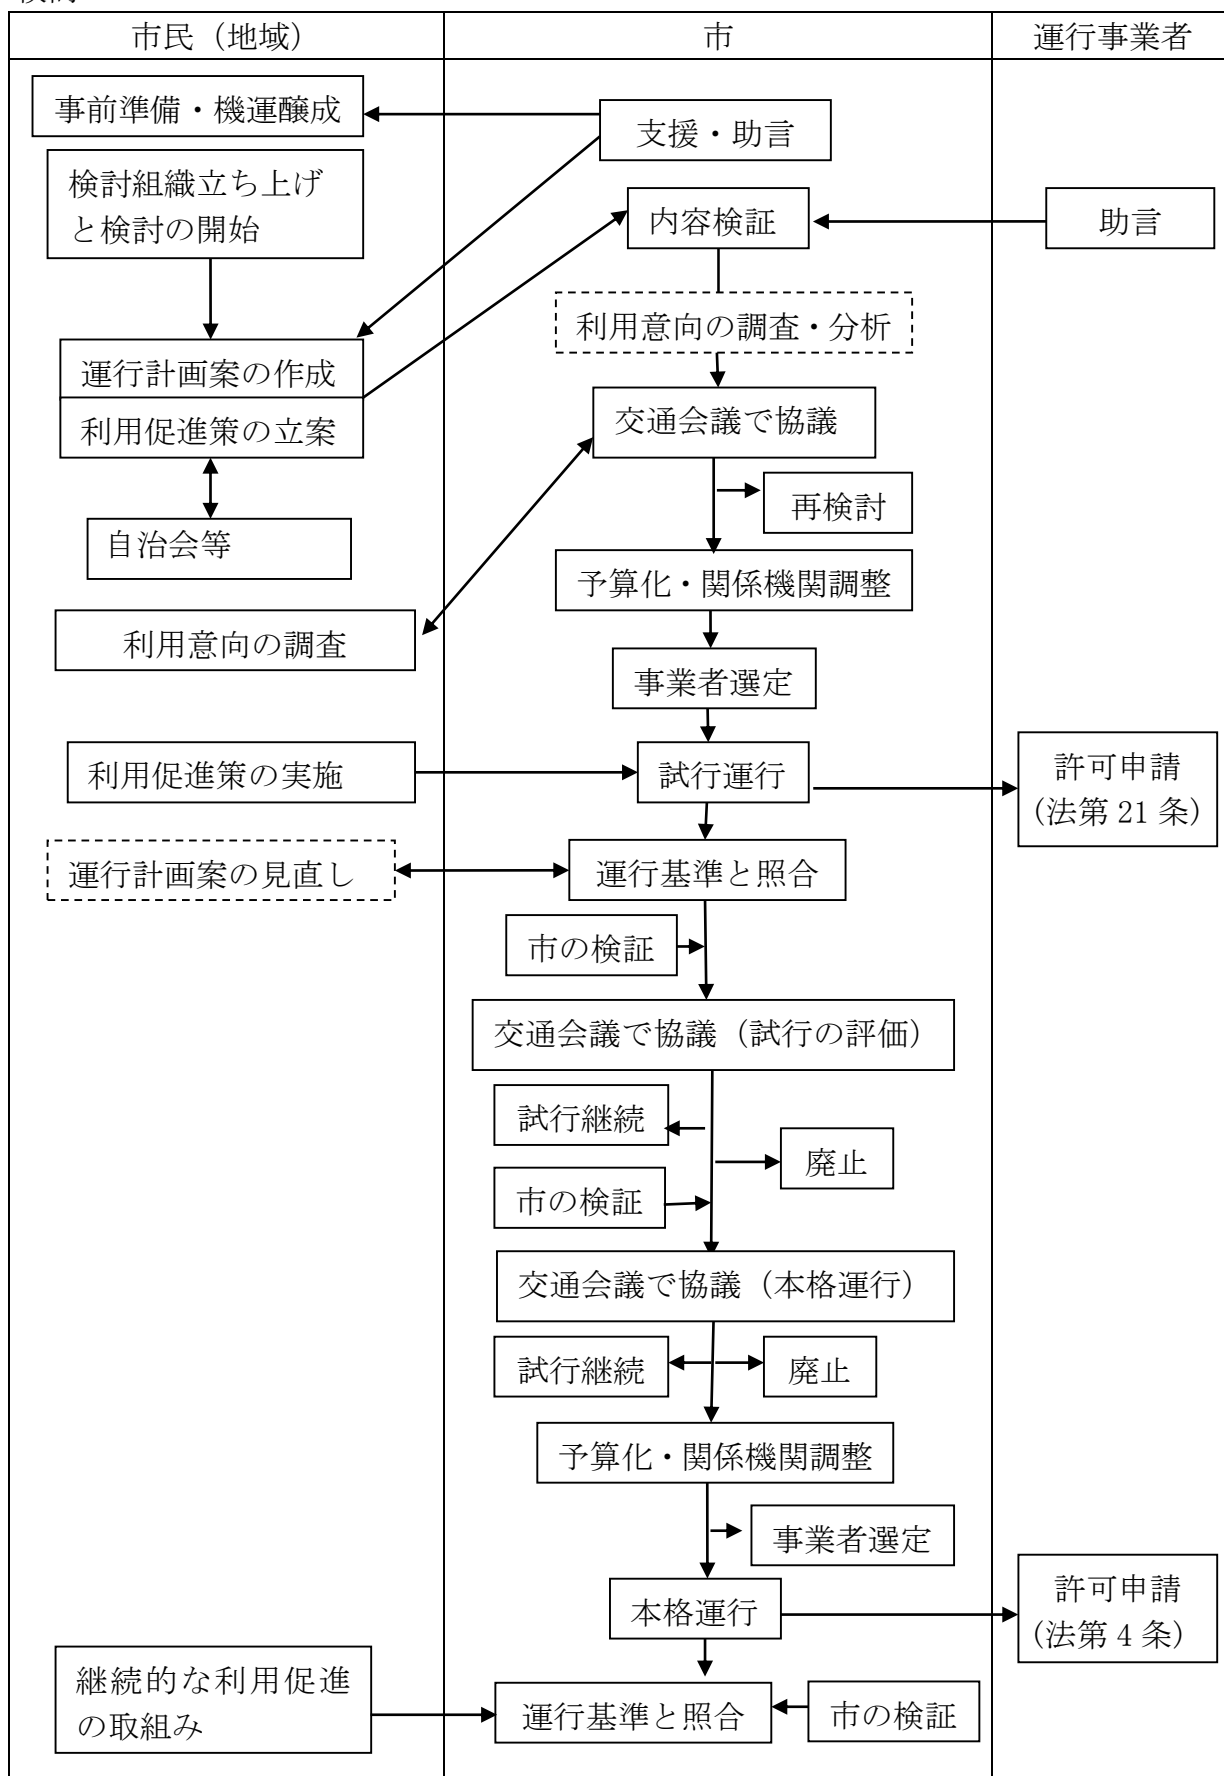 市民（地域）
市
運行事業者
事前準備・機運醸成
支援・助言
検討組織立ち上げ
と検討の開始
内容検証
助言
利用意向の調査・分析
運行計画案の作成
利用促進策の立案
交通会議で協議
再検討
自治会等
予算化・関係機関調整
利用意向の調査
事業者選定
利用促進策の実施
試行運行
許可申請
(法第 21 条)
運行計画案の見直し
運行基準と照合
市の検証
交通会議で協議（試行の評価）
試行継続
廃止
市の検証
交通会議で協議（本格運行）
試行継続
廃止
予算化・関係機関調整
事業者選定
本格運行
許可申請
(法第 4 条)
継続的な利用促進
の取組み
運行基準と照合
市の検証